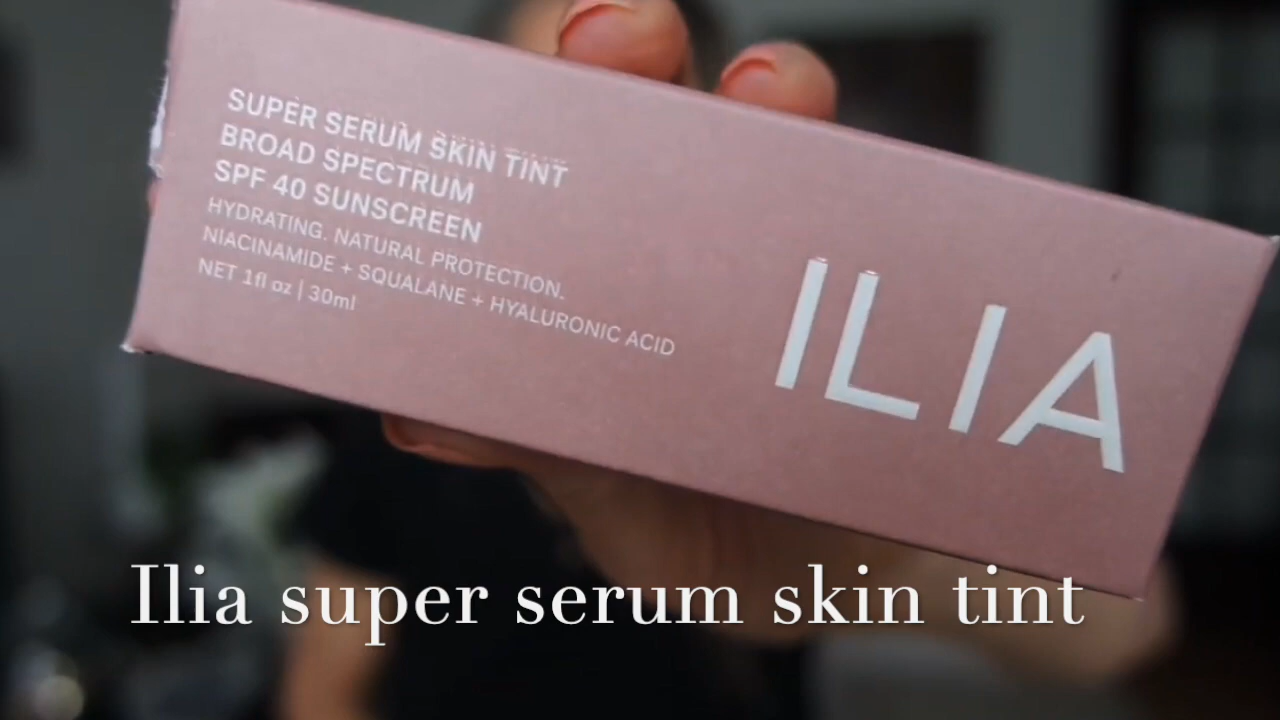 SUPER SERUM SKIN TINT
BROAD SPECTRUM
SPF 40 SUNSCREEN
HYDRATING. NATURAL PROTECTION.
NIACINAMIDE + SQUALANE + HYALURONIC ACID
NET 1fl oz | 30ml
ILIA
Ilia super serum skin tint